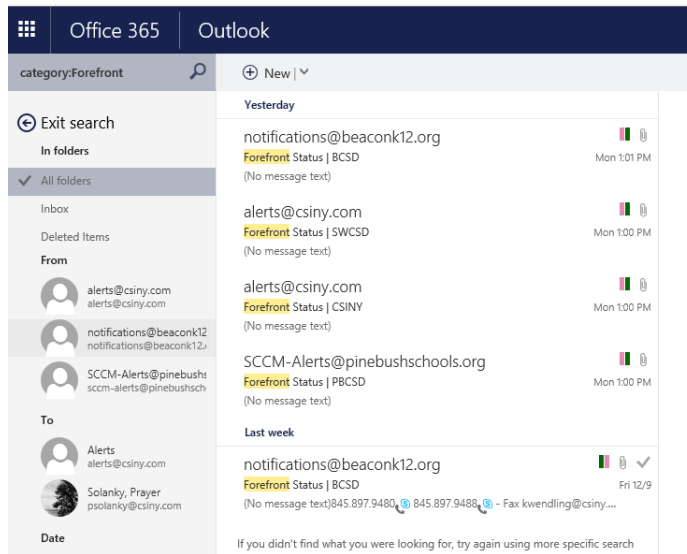 Office 365
Outlook
category:Forefront
New
Exit search
In folders
All folders
Inbox
Deleted Items
From
alerts@csiny.com
alerts@csiny.com
notifications@beaconk12
notifications@beaconk12.
SCCM-Alerts@pinebushs
sccm-alerts@pinebushsch
To
Alerts
alerts@csiny.com
Solanky, Prayer
psolanky@csiny.com
Date
Yesterday
notifications@beaconk12.org
Forefront Status | BCSD
Mon 1:01 PM
(No message text)
alerts@csiny.com
Forefront Status | SWCSD
Mon 1:00 PM
(No message text)
alerts@csiny.com
Forefront Status | CSINY
Mon 1:00 PM
(No message text)
SCCM-Alerts@pinebushschools.org
Forefront Status | PBCSD
Mon 1:00 PM
(No message text)
Last week
notifications@beaconk12.org
Forefront Status | BCSD
Fri 12/9
(No message text)845.897.9480 845.897.9488 - Fax kwendling@csiny....
If you didn't find what you were looking for, try again using more specific search